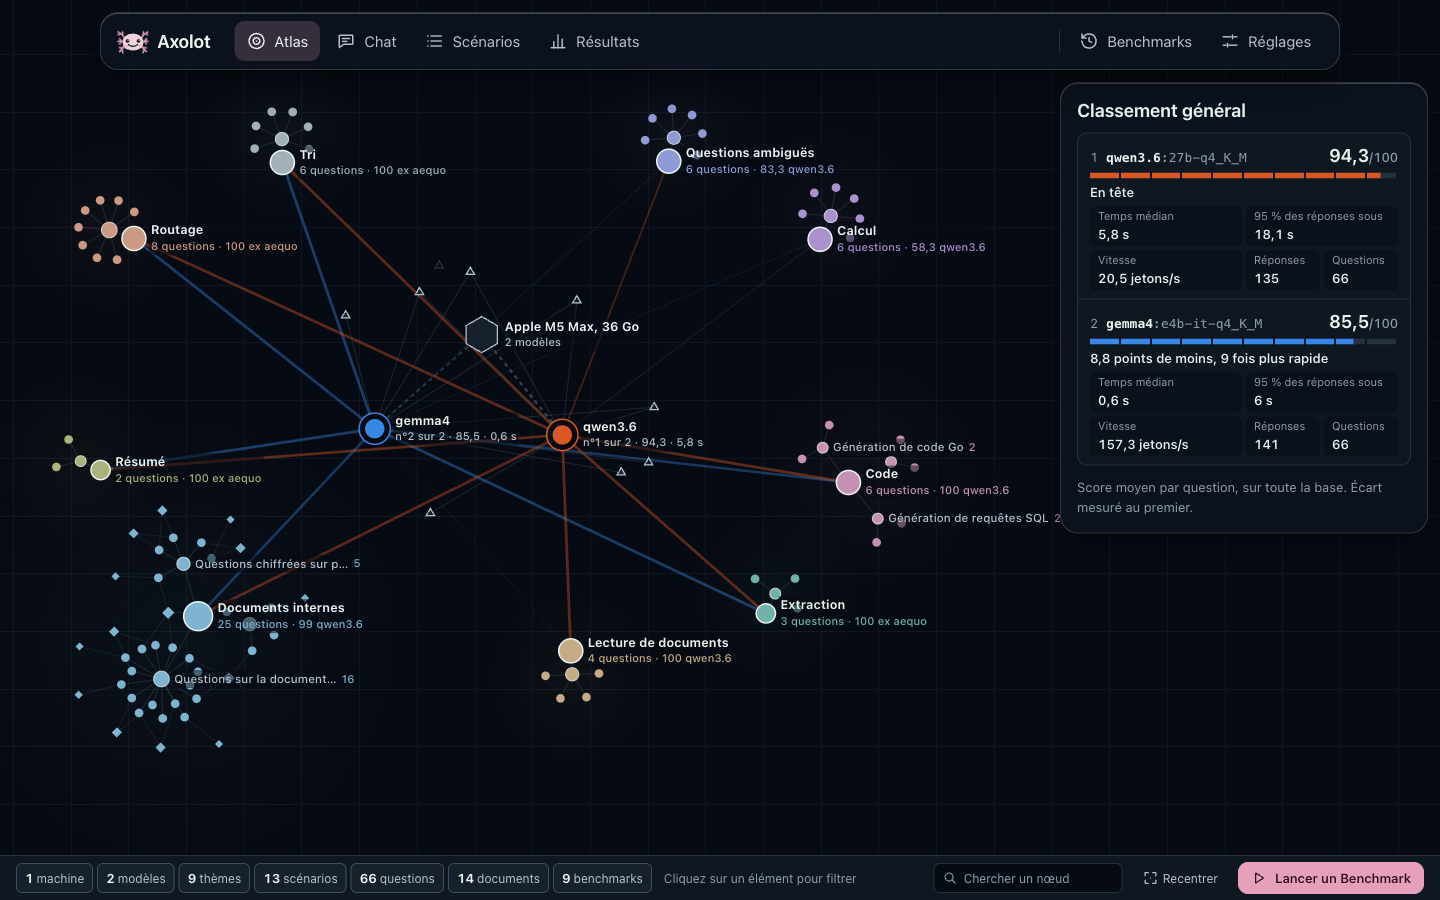 Axolot
Atlas
Chat
Scénarios
Résultats
Benchmarks
Réglages
Classement général
1 qwen3.6:27b-q4_K_M 94,3/100
En tête
Temps médian
5,8 s
95 % des réponses sous
18,1 s
Vitesse
20,5 jetons/s
Réponses
135
Questions
66
2 gemma4:e4b-it-q4_K_M 85,5/100
8,8 points de moins, 9 fois plus rapide
Temps médian
0,6 s
95 % des réponses sous
6 s
Vitesse
157,3 jetons/s
Réponses
141
Questions
66
Score moyen par question, sur toute la base. Écart
mesuré au premier.
Tri
6 questions · 100 ex aequo
Questions ambiguës
6 questions · 83,3 qwen3.6
Routage
8 questions · 100 ex aequo
Calcul
6 questions · 58,3 qwen3.6
Apple M5 Max, 36 Go
2 modèles
gemma4
n°2 sur 2 · 85,5 · 0,6 s
qwen3.6
n°1 sur 2 · 94,3 · 5,8 s
Résumé
2 questions · 100 ex aequo
Génération de code Go 2
Code
6 questions · 100 qwen3.6
Génération de requêtes SQL 2
Questions chiffrées sur p... 5
Documents internes
25 questions · 99 qwen3.6
Extraction
3 questions · 100 ex aequo
Lecture de documents
4 questions · 100 qwen3.6
Questions sur la document... 16
1 machine
2 modèles
9 thèmes
13 scénarios
66 questions
14 documents
9 benchmarks
Cliquez sur un élément pour filtrer
Chercher un nœud
Recentrer
Lancer un Benchmark